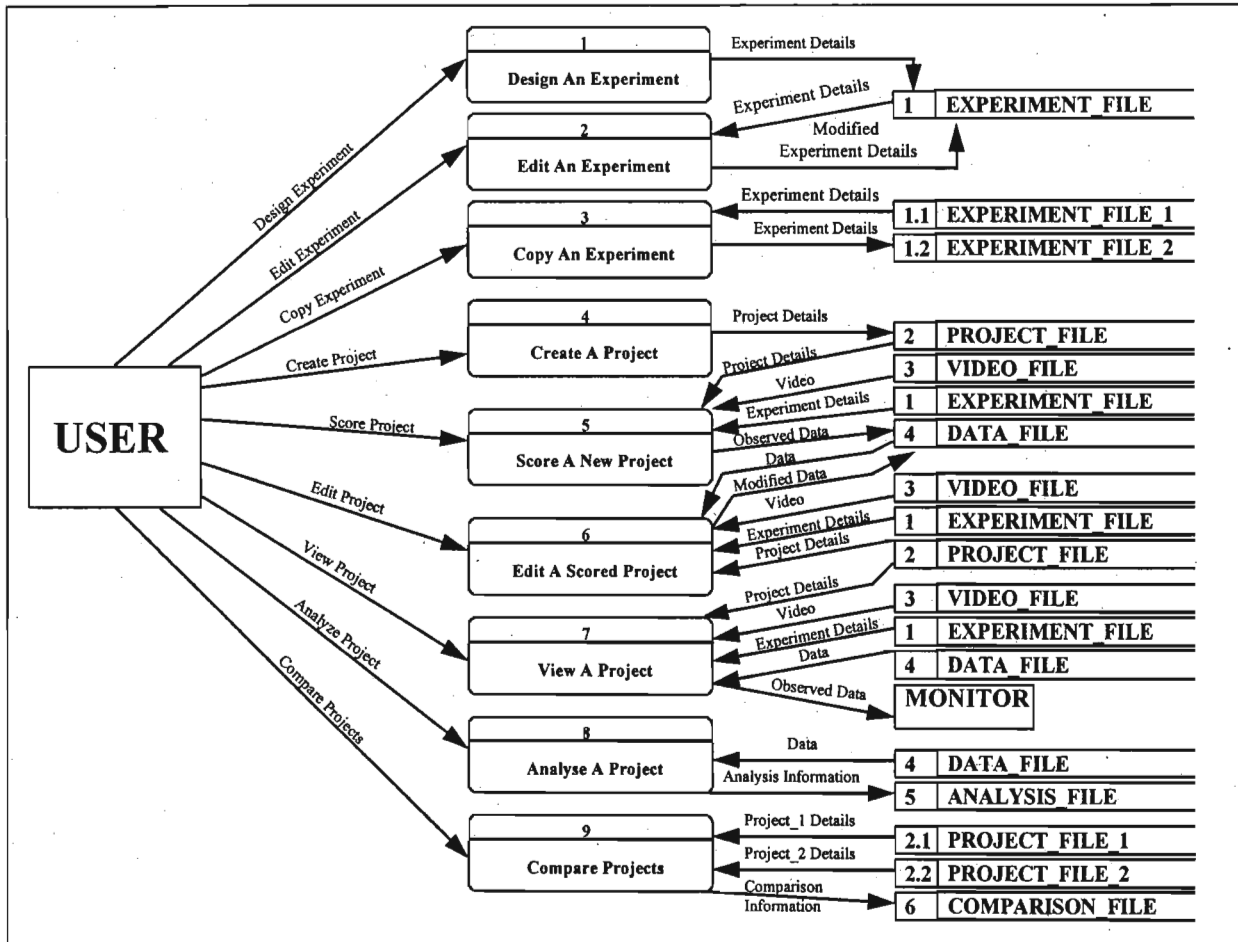 1
Design An Experiment
Experiment Details
Experiment Details
1 EXPERIMENT_FILE
2
Edit An Experiment
Modified
Experiment Details
Design Experiment
Edit Experiment
Copy Experiment
3
Copy An Experiment
Experiment Details
1.1 EXPERIMENT_FILE_1
Experiment Details
1.2 EXPERIMENT_FILE_2
4
Create A Project
Project Details
2 PROJECT_FILE
Create Project
Project Details
3 VIDEO_FILE
Video
USER
Experiment Details
1 EXPERIMENT_FILE
Score Project
5
Score A New Project
Observed Data
4 DATA_FILE
Data
Modified Data
Edit Project
Video
3 VIDEO_FILE
6
Edit A Scored Project
Experiment Details
1 EXPERIMENT_FILE
Project Details
2 PROJECT_FILE
View Project
Project Details
Video
3 VIDEO_FILE
7
View A Project
Experiment Details
1 EXPERIMENT_FILE
Data
4 DATA_FILE
Observed Data
MONITOR
Analyze Project
Compare Projects
8
Analyse A Project
Data
4 DATA_FILE
Analysis Information
5 ANALYSIS_FILE
9
Compare Projects
Project_1 Details
2.1 PROJECT_FILE_1
Project_2 Details
2.2 PROJECT_FILE_2
Comparison
Information
6 COMPARISON_FILE